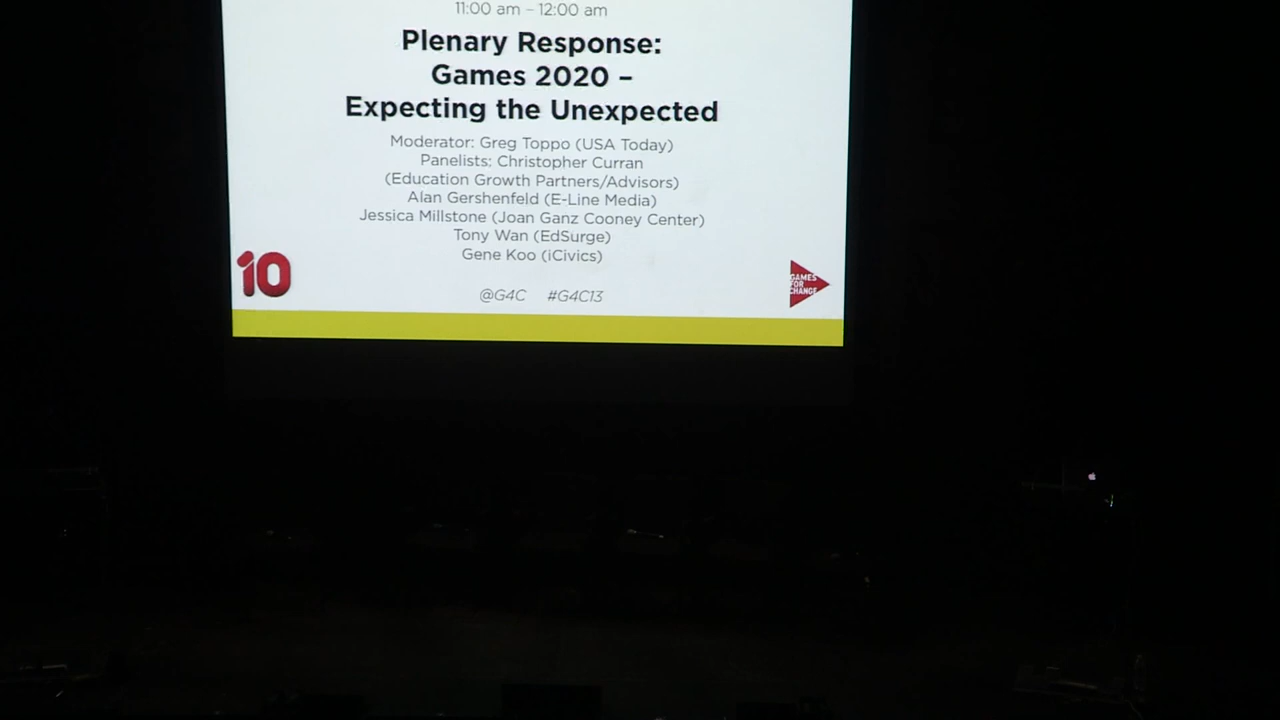 11:00 am – 12:00 am
Plenary Response:
Games 2020 –
Expecting the Unexpected
Moderator: Greg Toppo (USA Today)
Panelists: Christopher Curran
(Education Growth Partners/Advisors)
Alan Gershenfeld (E-Line Media)
Jessica Millstone (Joan Ganz Cooney Center)
Tony Wan (EdSurge)
Gene Koo (iCivics)
10
GAMES
FOR
CHANGE
@G4C #G4C13